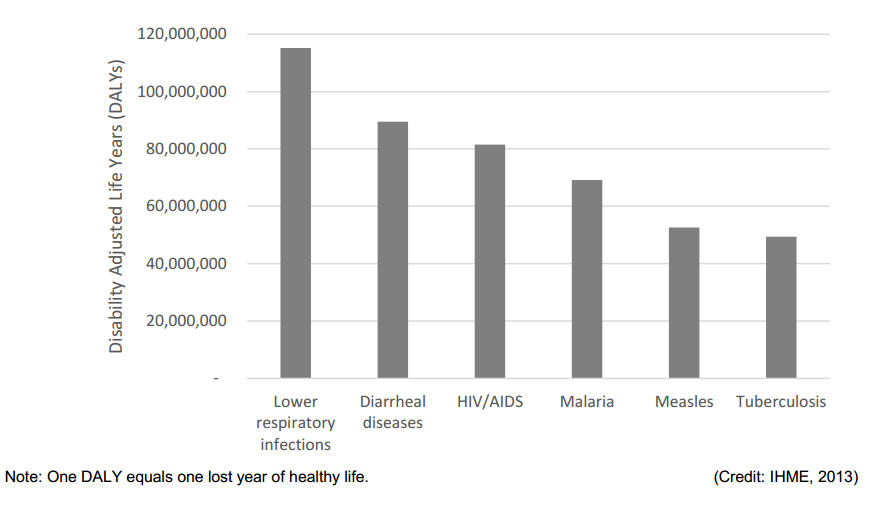 120,000,000
100,000,000
80,000,000
60,000,000
40,000,000
20,000,000
-
Disability Adjusted Life Years (DALYs)
Lower respiratory infections
Diarrheal diseases
HIV/AIDS
Malaria
Measles
Tuberculosis
Note: One DALY equals one lost year of healthy life.
(Credit: IHME, 2013)